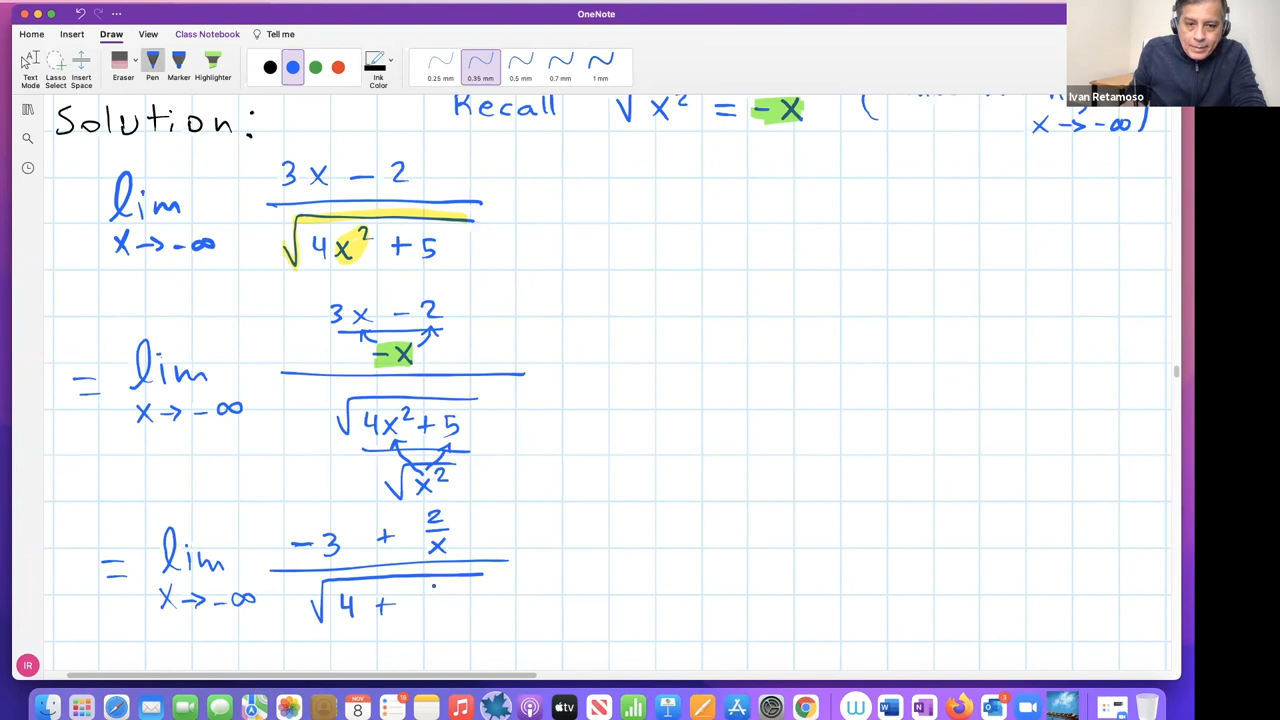 OneNote
Home Insert Draw View Class Notebook Tell me
Text Mode Lasso Select Insert Space Eraser Pen Marker Highlighter Ink Color 0.25 mm 0.35 mm 0.5 mm 0.7 mm 1 mm
Ivan Retamoso
Recall √x² = -x (
x → -∞)
Solution:
lim x → -∞ 3x - 2 / √4x² + 5
= lim x → -∞ 3x - 2 / -x / √4x² + 5 / √x²
= lim x → -∞ -3 + 2/x / √4 +
IR
NOV 8